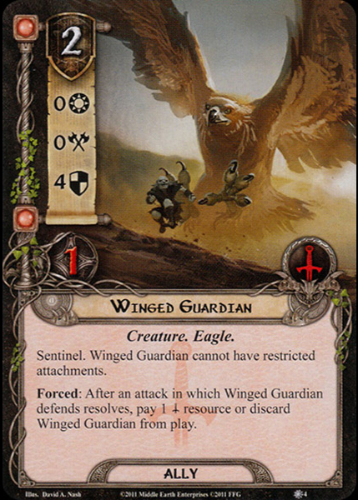 2
0
0
4
1
WINGED GUARDIAN
Creature. Eagle.
Sentinel. Winged Guardian cannot have restricted
attachments.
Forced: After an attack in which Winged Guardian
defends resolves, pay 1 resource or discard
Winged Guardian from play.
ALLY
Illus. David A. Nash
©2011 Middle Earth Enterprises ©2011 FFG
4